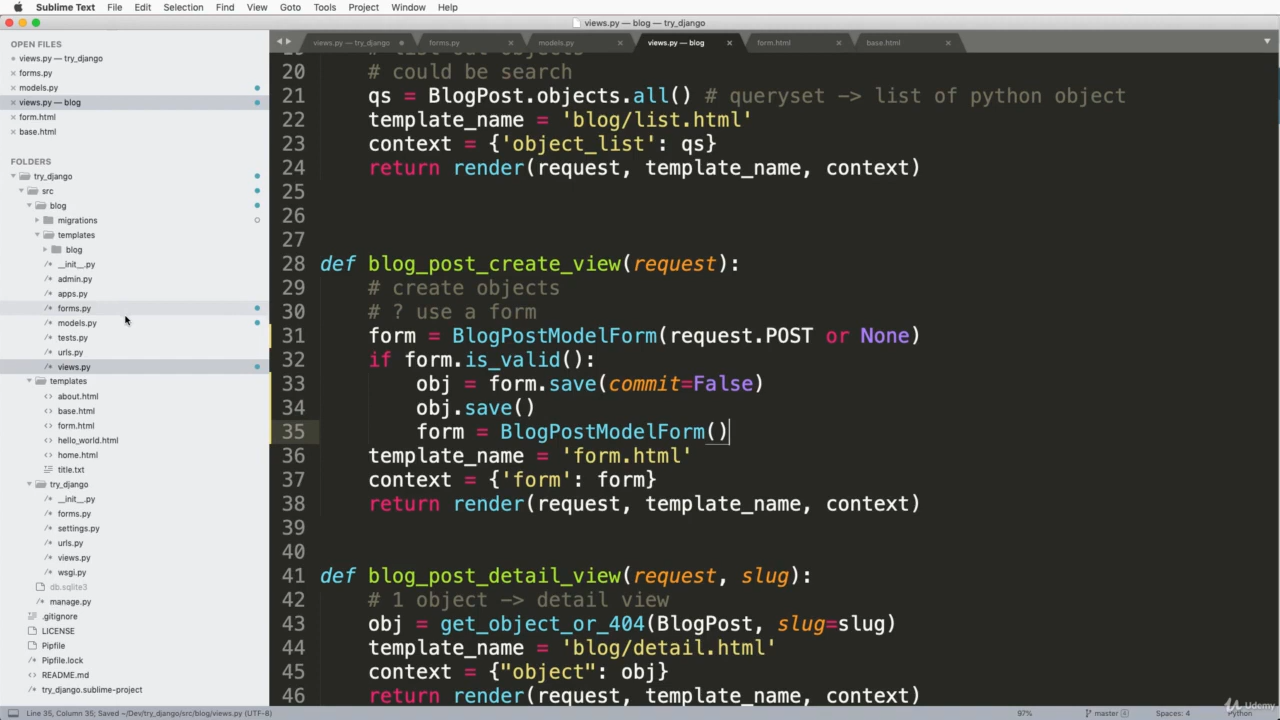 Sublime Text File Edit Selection Find View Goto Tools Project Window Help
views.py — blog — try_django
OPEN FILES
views.py — try_django
forms.py
models.py
views.py — blog
form.html
base.html
FOLDERS
try_django
src
blog
migrations
templates
blog
__init__.py
admin.py
apps.py
forms.py
models.py
tests.py
urls.py
views.py
templates
about.html
base.html
form.html
hello_world.html
home.html
title.txt
try_django
__init__.py
forms.py
settings.py
urls.py
views.py
wsgi.py
db.sqlite3
manage.py
.gitignore
LICENSE
Pipfile
Pipfile.lock
README.md
try_django.sublime-project
views.py — try_django forms.py models.py views.py — blog form.html base.html
20 # could be search
21 qs = BlogPost.objects.all() # queryset -> list of python object
22 template_name = 'blog/list.html'
23 context = {'object_list': qs}
24 return render(request, template_name, context)
25
26
27
28 def blog_post_create_view(request):
29 # create objects
30 # ? use a form
31 form = BlogPostModelForm(request.POST or None)
32 if form.is_valid():
33 obj = form.save(commit=False)
34 obj.save()
35 form = BlogPostModelForm()
36 template_name = 'form.html'
37 context = {'form': form}
38 return render(request, template_name, context)
39
40
41 def blog_post_detail_view(request, slug):
42 # 1 object -> detail view
43 obj = get_object_or_404(BlogPost, slug=slug)
44 template_name = 'blog/detail.html'
45 context = {"object": obj}
46 return render(request, template_name, context)
Line 35, Column 35; Saved ~/Dev/try_django/src/blog/views.py (UTF-8) 97% master 4 Spaces: 4 Python
Udemy